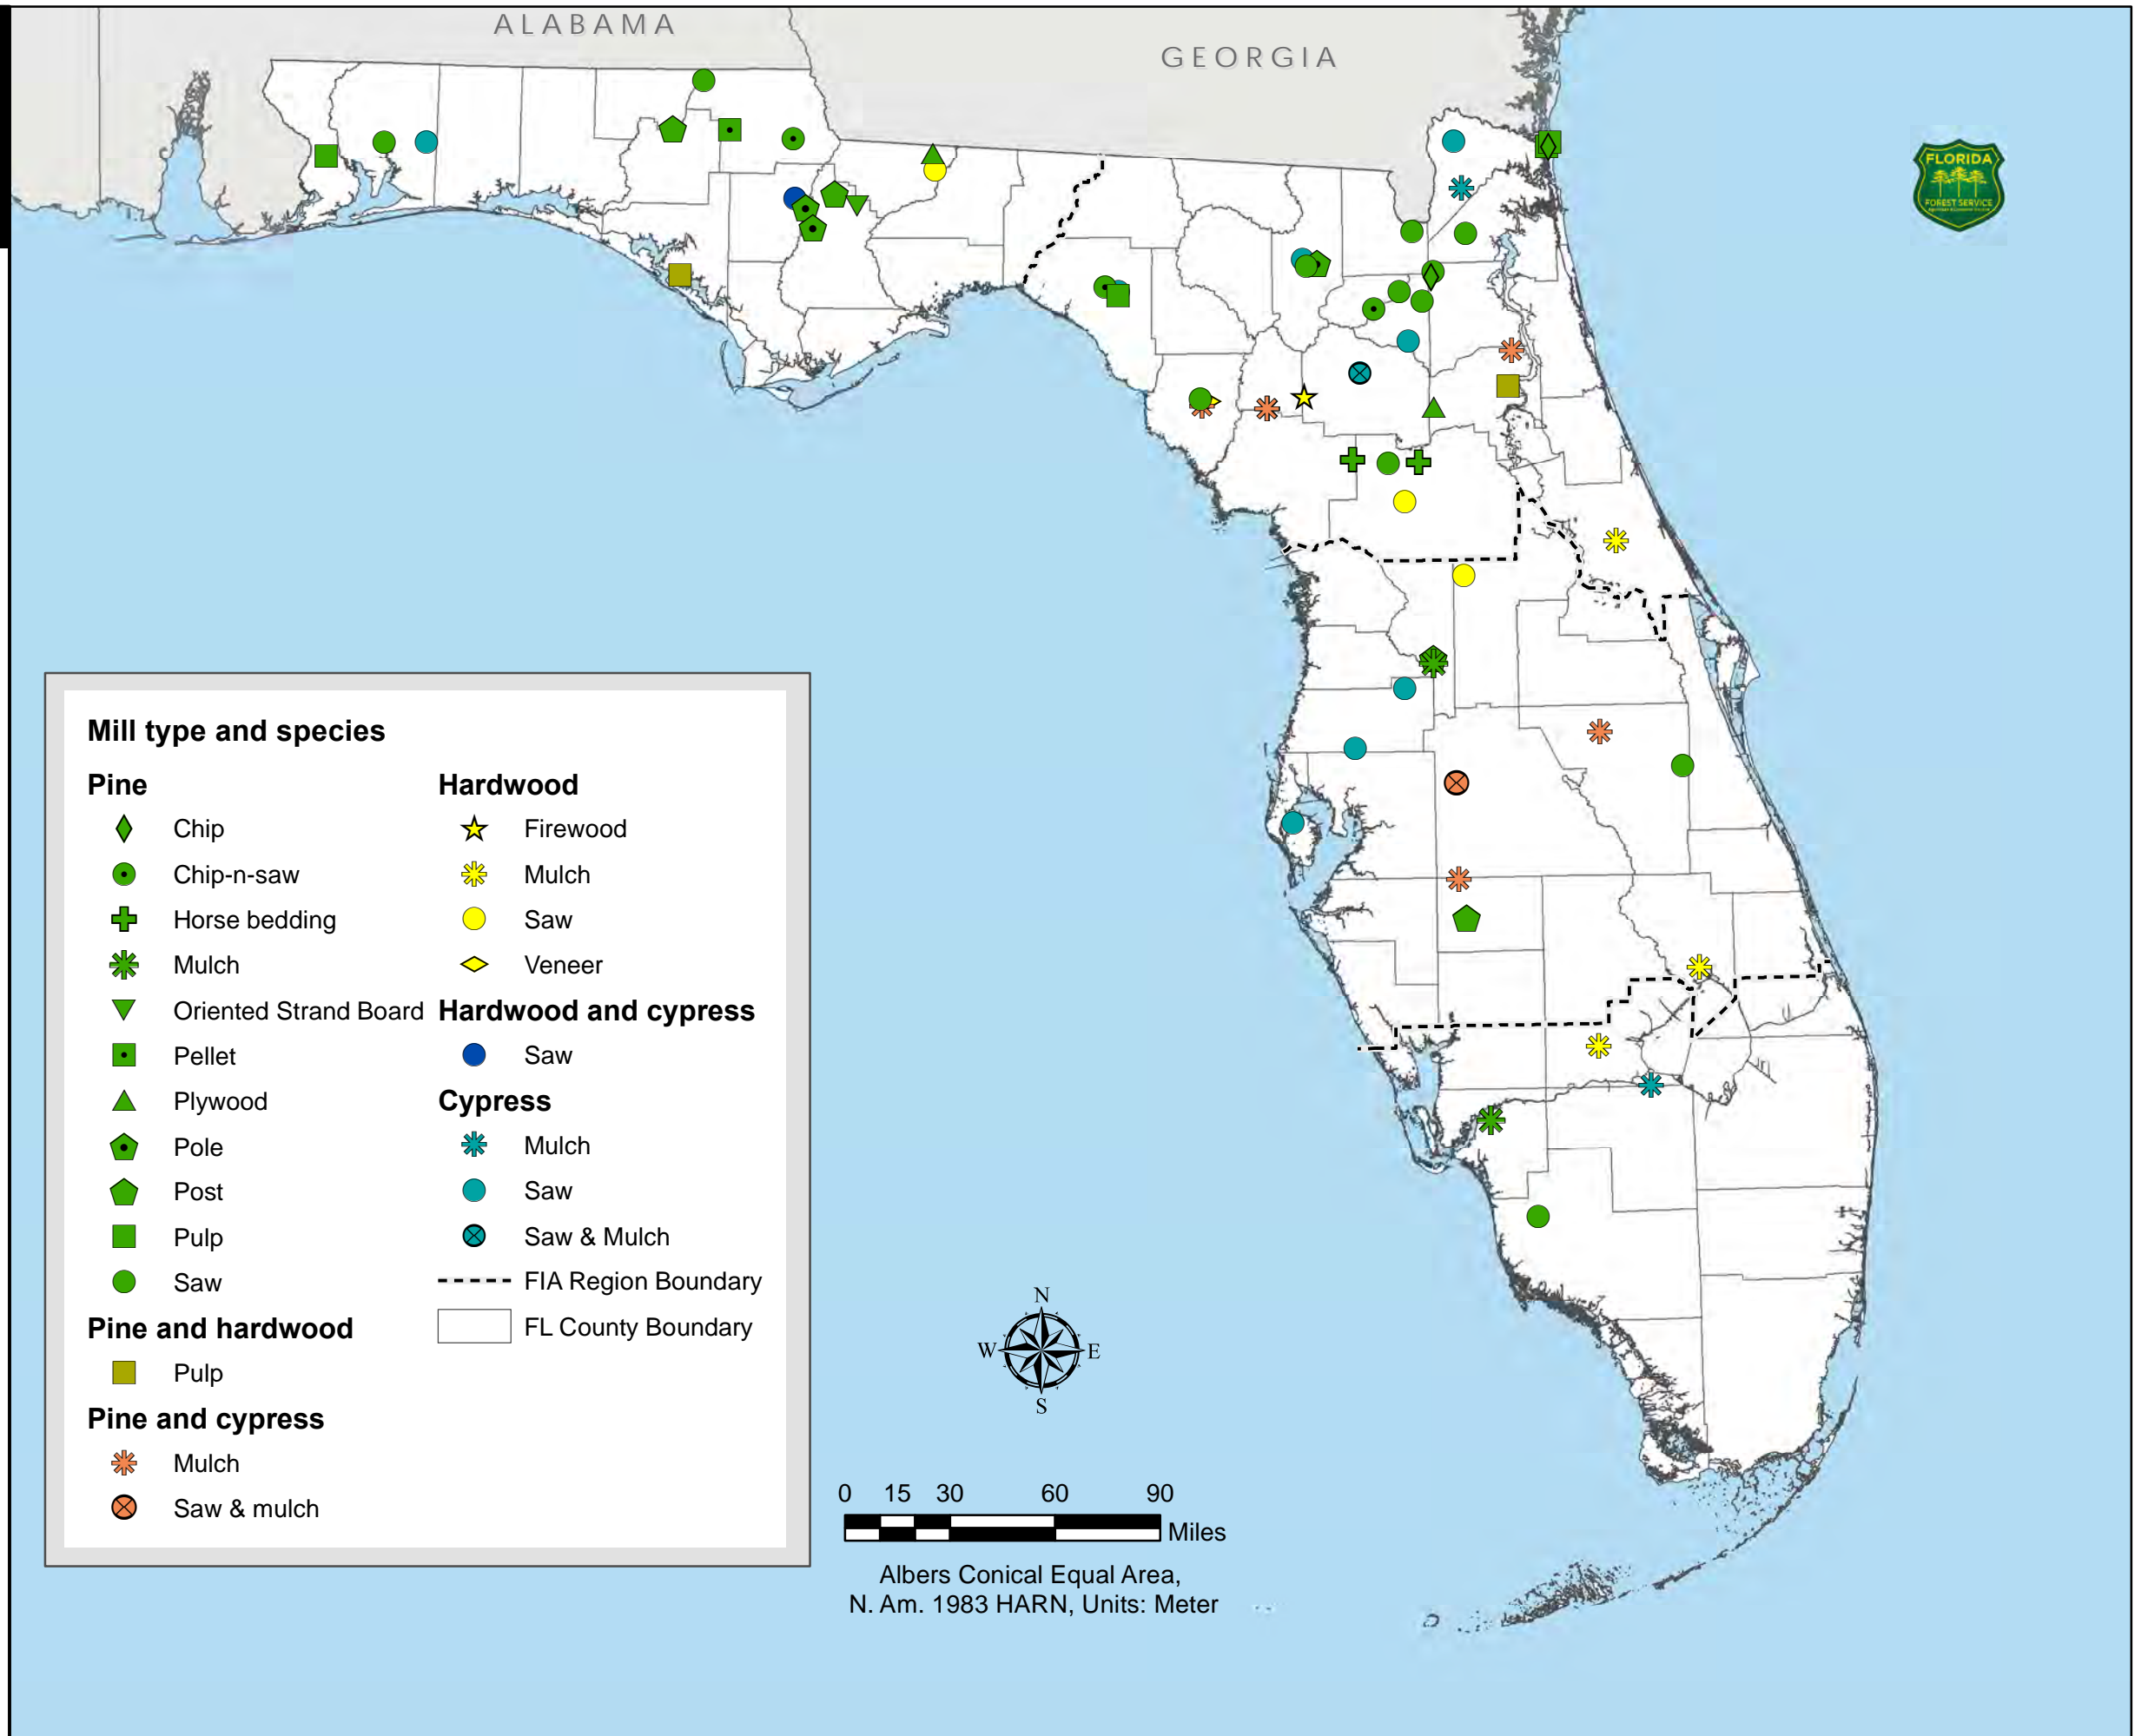 ALABAMA
GEORGIA
FLORIDA
FOREST SERVICE
Mill type and species
Pine
Chip
Chip-n-saw
Horse bedding
Mulch
Oriented Strand Board
Pellet
Plywood
Pole
Post
Pulp
Saw
Pine and hardwood
Pulp
Pine and cypress
Mulch
Saw & mulch
Hardwood
Firewood
Mulch
Saw
Veneer
Hardwood and cypress
Saw
Cypress
Mulch
Saw
Saw & Mulch
FIA Region Boundary
FL County Boundary
N
W E
S
0 15 30 60 90
Miles
Albers Conical Equal Area,
N. Am. 1983 HARN, Units: Meter